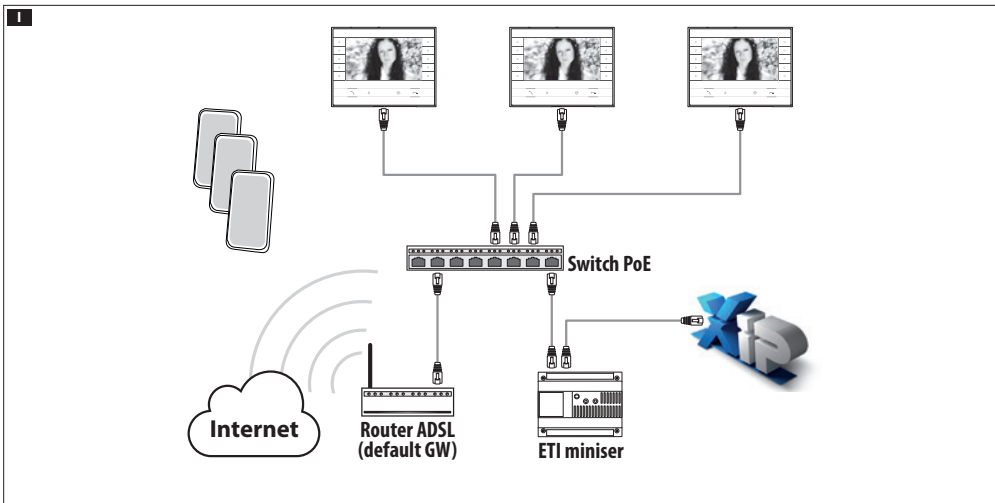 I
Switch PoE
Xip
Internet
Router ADSL
(default GW)
ETI miniser